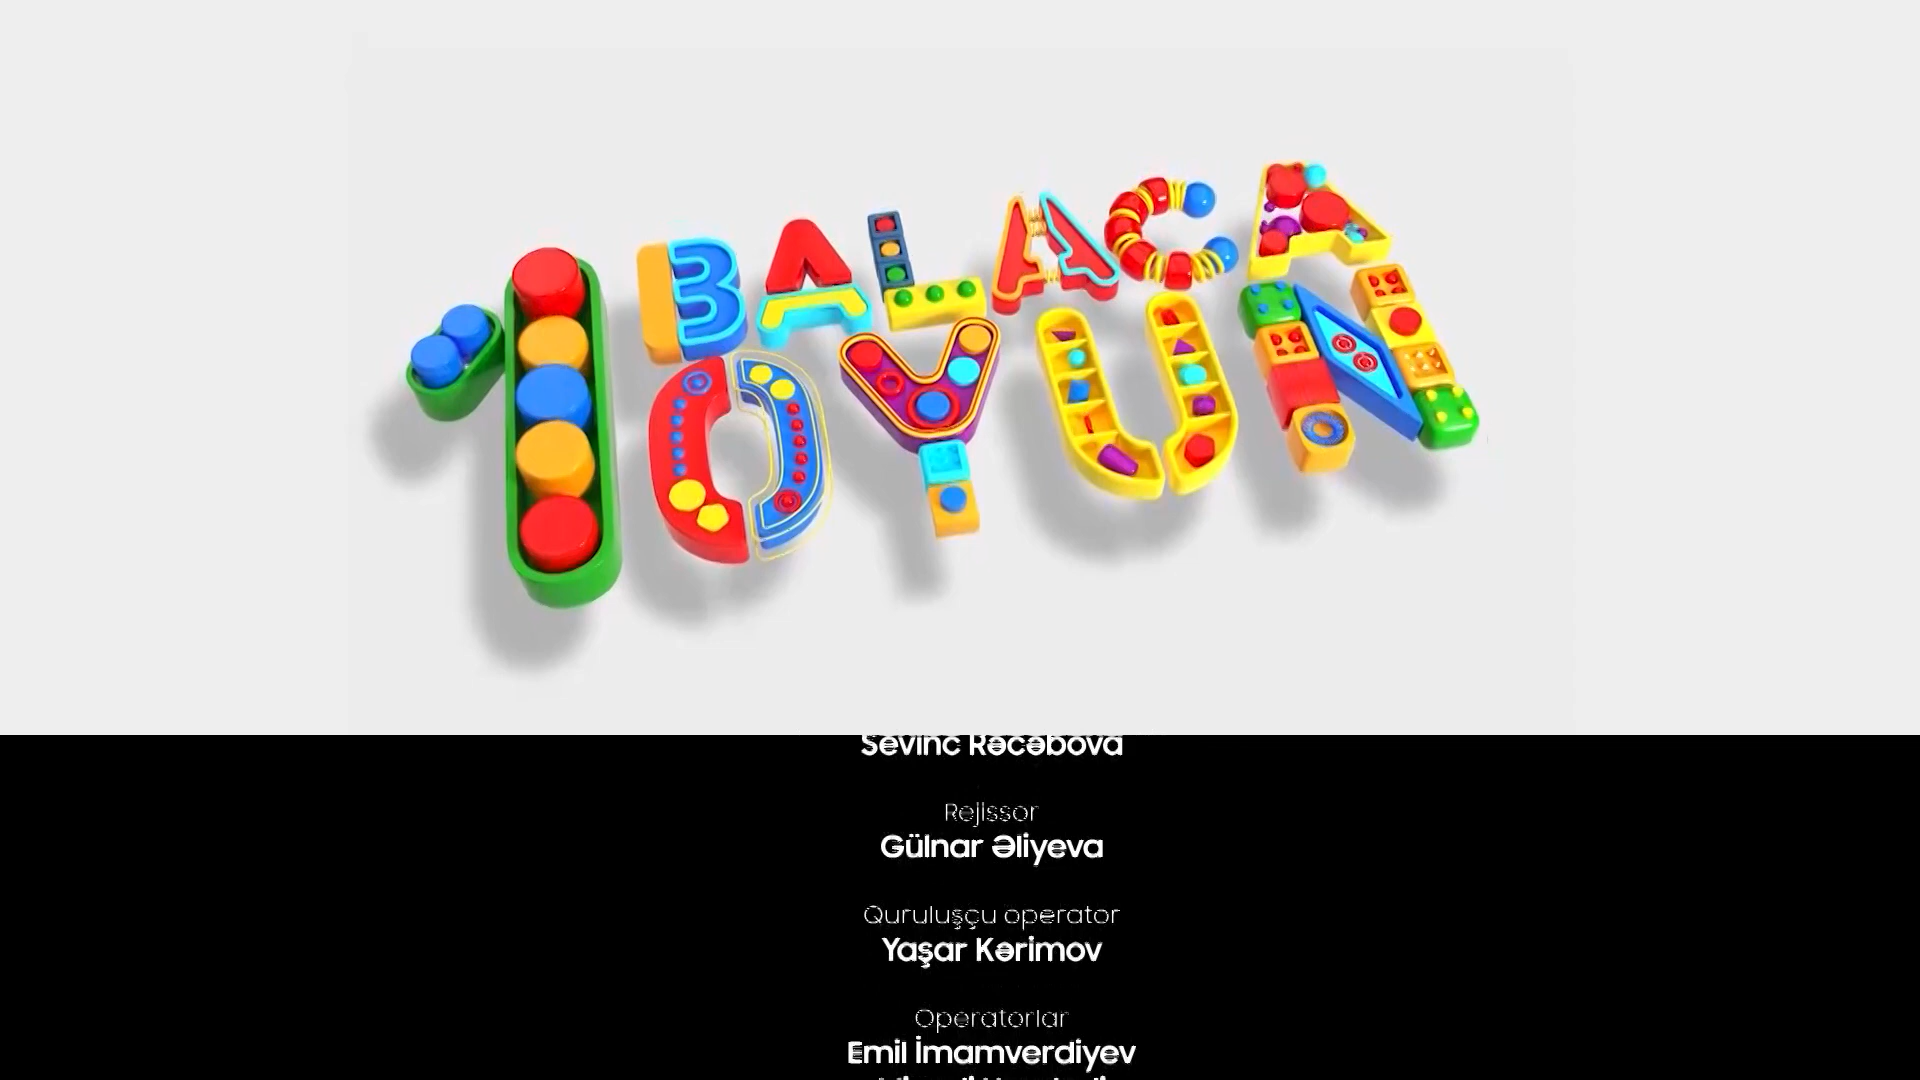 1 BALACA
OYUN
Sevinc Rəcəbova
Rejissor
Gülnar Əliyeva
Quruluşçu operator
Yaşar Kərimov
Operatorlar
Emil İmamverdiyev